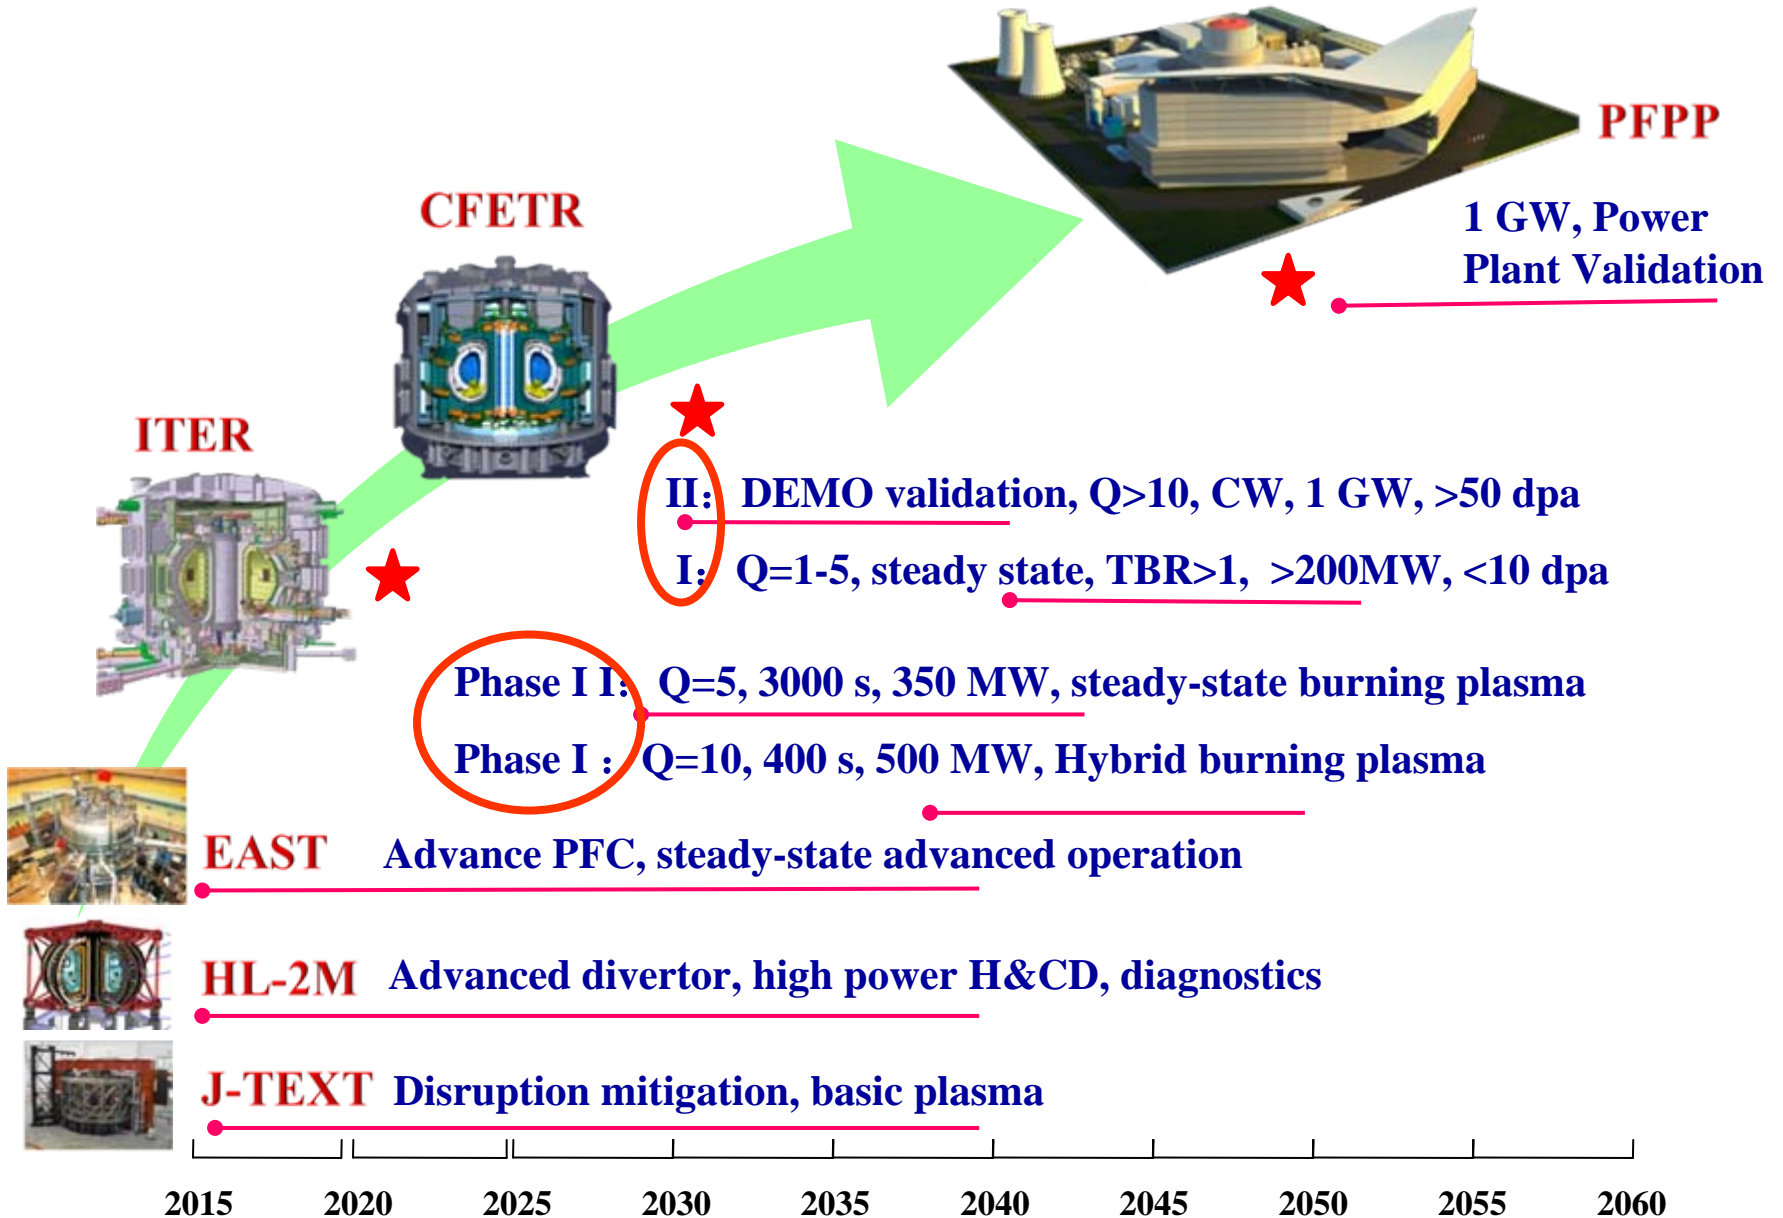 PFPP
1 GW, Power
Plant Validation
CFETR
ITER
II： DEMO validation, Q>10, CW, 1 GW, >50 dpa
I： Q=1-5, steady state, TBR>1, >200MW, <10 dpa
Phase I I： Q=5, 3000 s, 350 MW, steady-state burning plasma
Phase I ： Q=10, 400 s, 500 MW, Hybrid burning plasma
EAST Advance PFC, steady-state advanced operation
HL-2M Advanced divertor, high power H&CD, diagnostics
J-TEXT Disruption mitigation, basic plasma
2015 2020 2025 2030 2035 2040 2045 2050 2055 2060